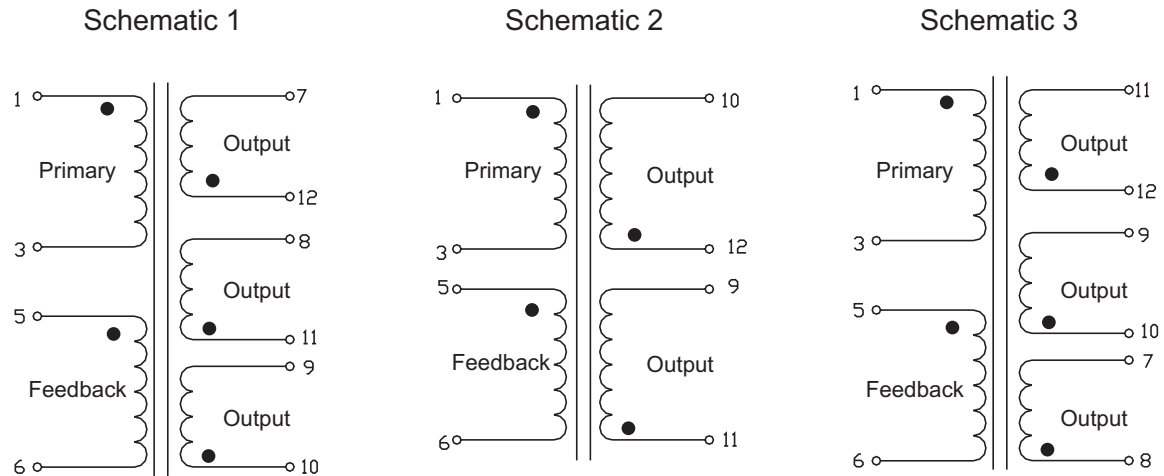 Schematic 1
1
Primary
3
5
Feedback
6
7
Output
12
8
Output
11
9
Output
10
Schematic 2
1
Primary
3
5
Feedback
6
10
Output
12
9
Output
11
Schematic 3
1
Primary
3
5
Feedback
6
11
Output
12
9
Output
10
7
Output
8